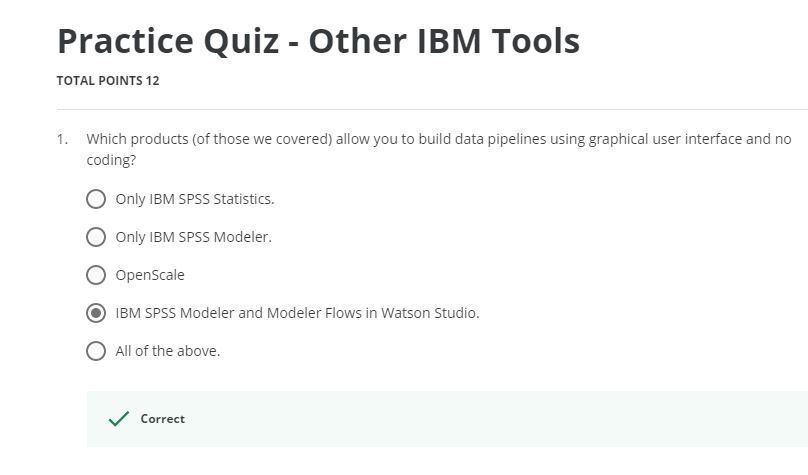 Practice Quiz - Other IBM Tools
TOTAL POINTS 12
1. Which products (of those we covered) allow you to build data pipelines using graphical user interface and no
coding?
Only IBM SPSS Statistics.
Only IBM SPSS Modeler.
OpenScale
IBM SPSS Modeler and Modeler Flows in Watson Studio.
All of the above.
Correct